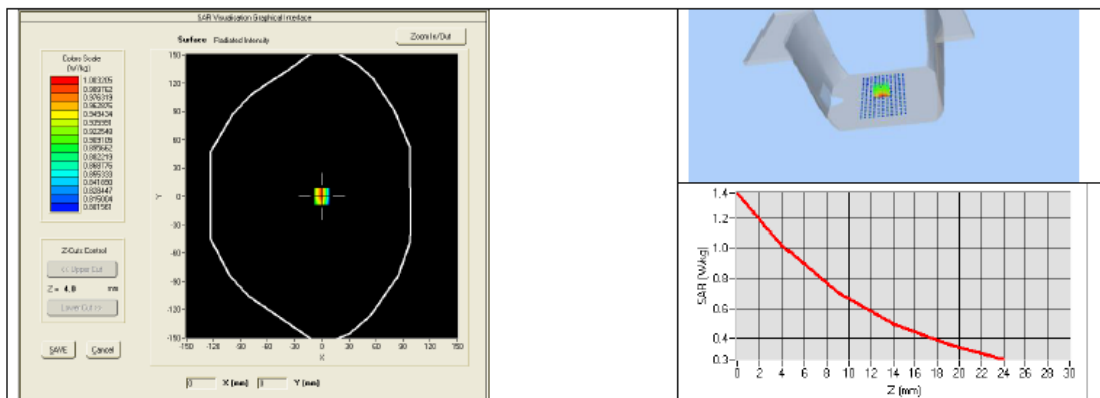 SAR Visualisation Graphical Interface
Surface Radiated Intensity
Zoom In/Out
Colors Scale
(W/kg)
1.003205
0.989762
0.976319
0.962876
0.949434
0.935991
0.922548
0.909105
0.895662
0.882219
0.868776
0.855333
0.841890
0.828447
0.815004
0.801561
Z-Cuts Control
<< Upper Cut
Z = 4.0 mm
Lower Cut >>
SAVE Cancel
150
120
90
60
30
0
-30
-60
-90
-120
-150
Y
-150 -120 -90 -60 -30 0 30 60 90 120 150
X
0 X (mm) 0 Y (mm)
1.4
1.2
1.0
0.8
0.6
0.4
0.3
SAR (W/kg)
0 2 4 6 8 10 12 14 16 18 20 22 24 26 28 30
Z (mm)